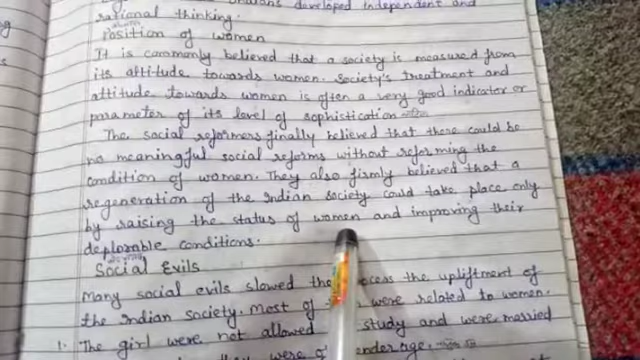 Indians developed independent and
rational thinking.
Position of women
It is commonly believed that a society is measured from
its attitude towards women. Society's treatment and
attitude towards women is often a very good indicator or
parameter of its level of sophistication
The social reformers finally believed that there could be
no meaningful social reforms without reforming the
condition of women. They also firmly believed that a
regeneration of the Indian society could take place only
by raising the status of women and improving their
deplorable conditions.
Social Evils
Many social evils slowed the the upliftment of
the Indian society. Most of were related to women.
1. The girl were not allowed study and were married
were